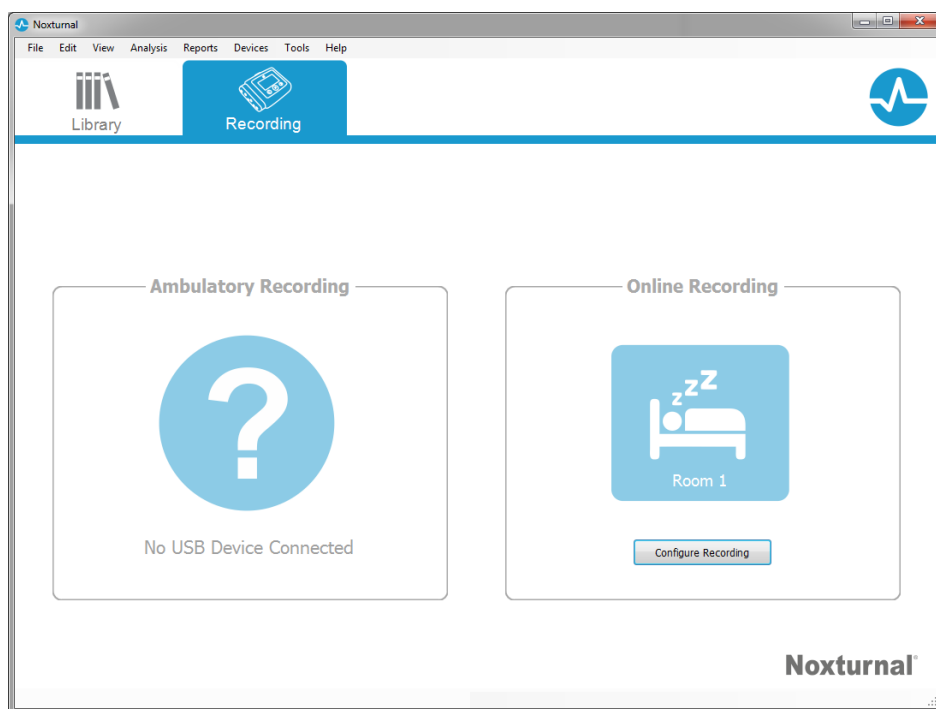 Noxturnal
File Edit View Analysis Reports Devices Tools Help
Library
Recording
Ambulatory Recording
?
No USB Device Connected
Online Recording
z z Z
Room 1
Configure Recording
Noxturnal®